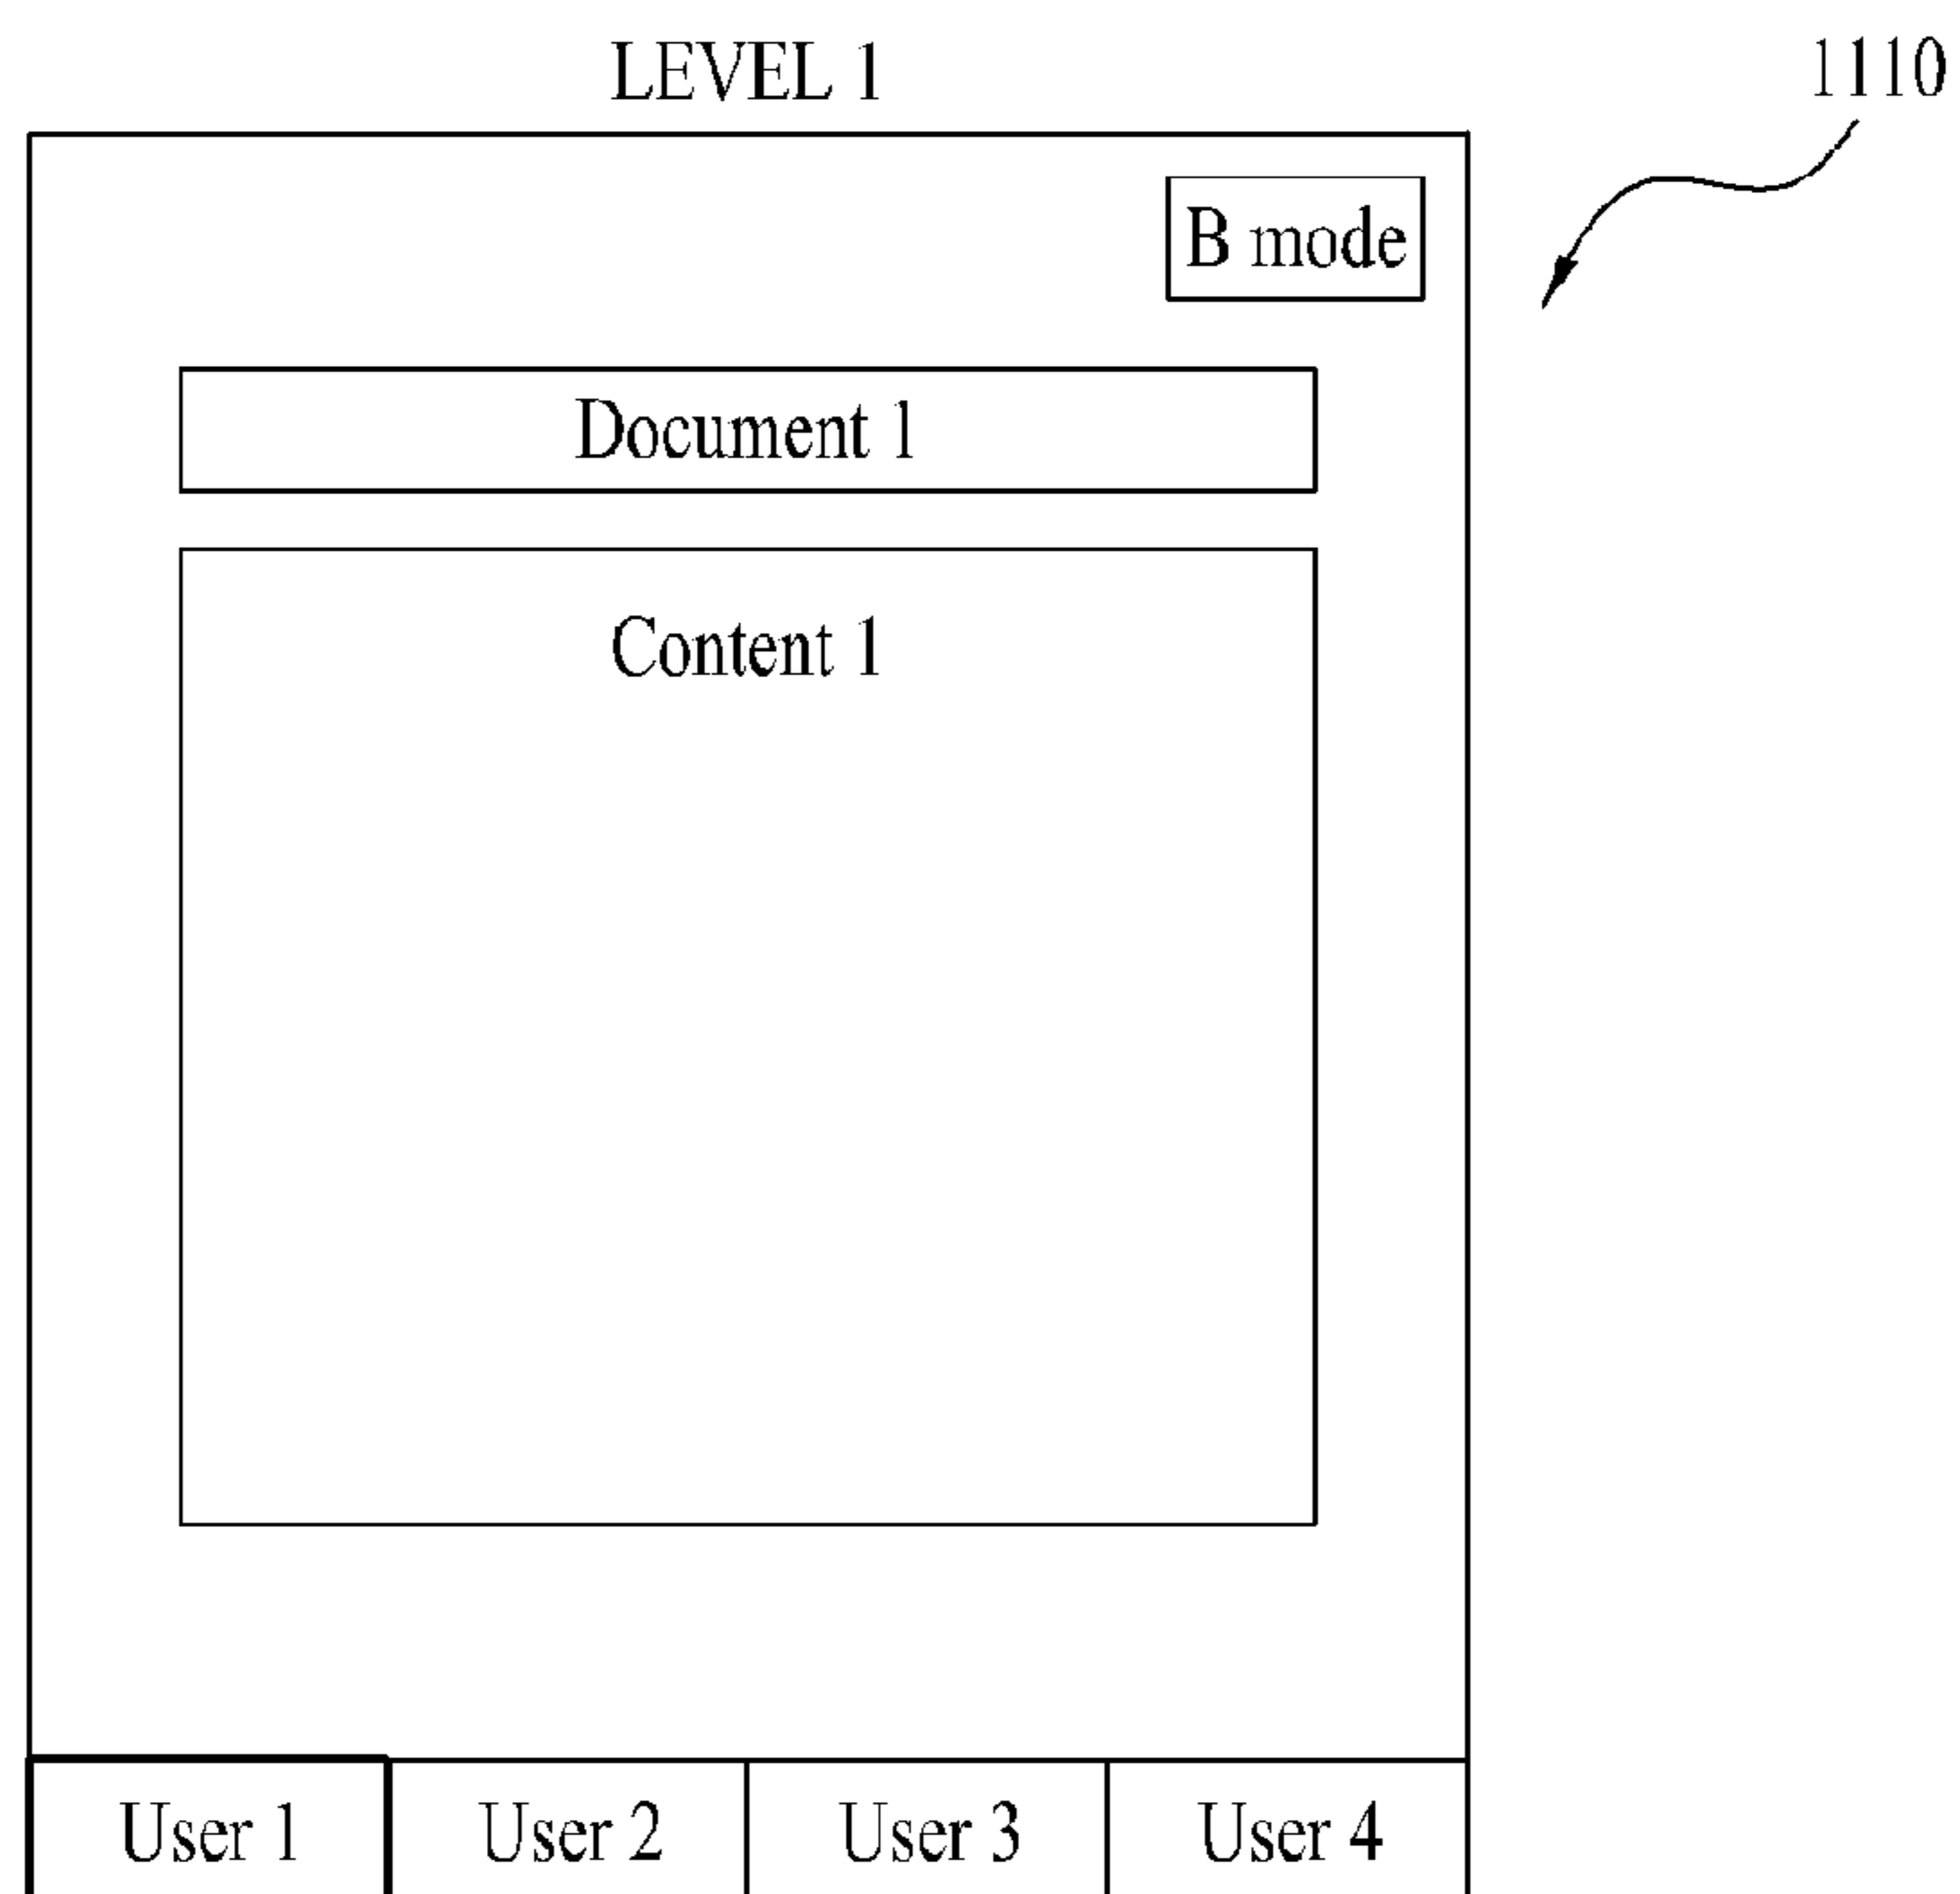 LEVEL 1
1110
B mode
Document 1
Content 1
User 1 User 2 User 3 User 4